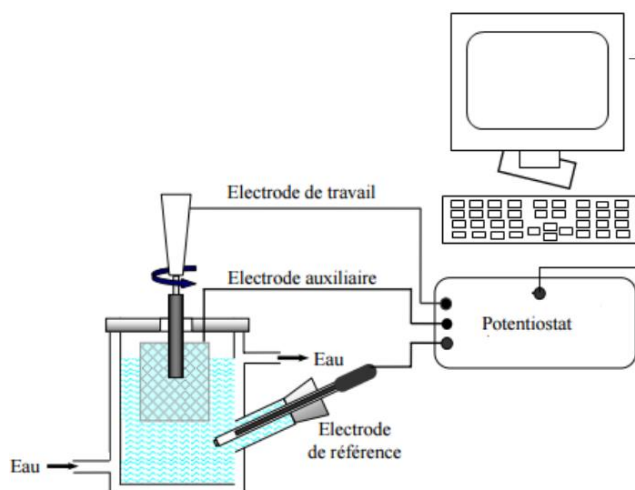 Electrode de travail
Electrode auxiliaire
Potentiostat
Eau
Electrode
de référence
Eau